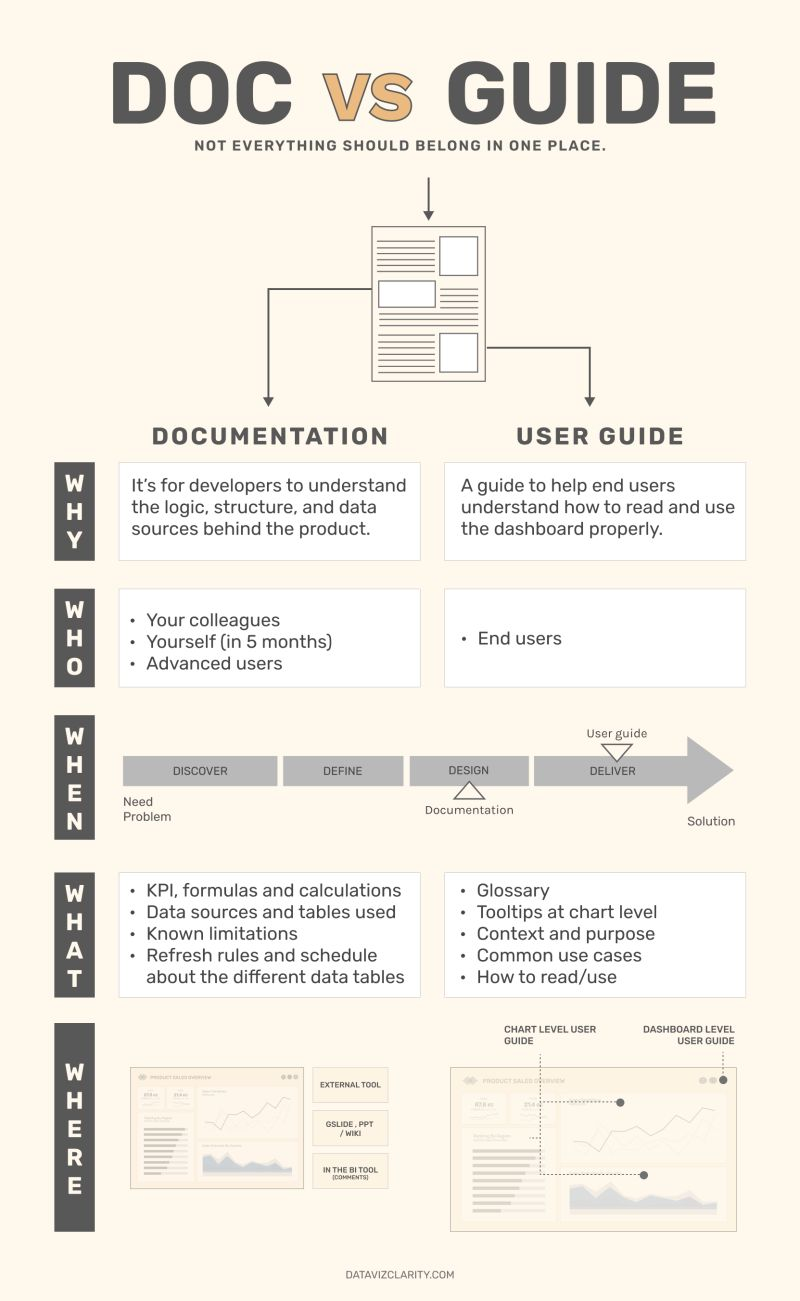 DOC VS GUIDE
NOT EVERYTHING SHOULD BELONG IN ONE PLACE.
DOCUMENTATION
USER GUIDE
WHY
It's for developers to understand
the logic, structure, and data
sources behind the product.
A guide to help end users
understand how to read and use
the dashboard properly.
WHO
• Your colleagues
• Yourself (in 5 months)
• Advanced users
• End users
WHEN
User guide
DISCOVER
DEFINE
DESIGN
DELIVER
Need
Problem
Documentation
Solution
WHAT
• KPI, formulas and calculations
• Data sources and tables used
• Known limitations
• Refresh rules and schedule
about the different data tables
• Glossary
• Tooltips at chart level
• Context and purpose
• Common use cases
• How to read/use
WHERE
PRODUCT SALES OVERVIEW
EXTERNAL TOOL
GSLIDE , PPT
/ WIKI
IN THE BI TOOL
(COMMENTS)
CHART LEVEL USER
GUIDE
DASHBOARD LEVEL
USER GUIDE
PRODUCT SALES OVERVIEW
DATAVIZCLARITY.COM